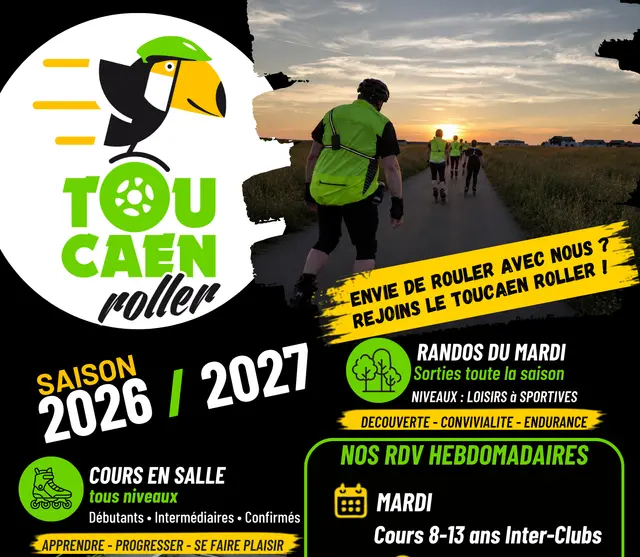 TOU
CAEN
roller
ENVIE DE ROULER AVEC NOUS ?
REJOINS LE TOUCAEN ROLLER !
SAISON
2026 / 2027
RANDOS DU MARDI
Sorties toute la saison
NIVEAUX : LOISIRS à SPORTIVES
DECOUVERTE - CONVIVIALITE - ENDURANCE
COURS EN SALLE
tous niveaux
Débutants • Intermédiaires • Confirmés
APPRENDRE - PROGRESSER - SE FAIRE PLAISIR
NOS RDV HEBDOMADAIRES
MARDI
Cours 8-13 ans Inter-Clubs